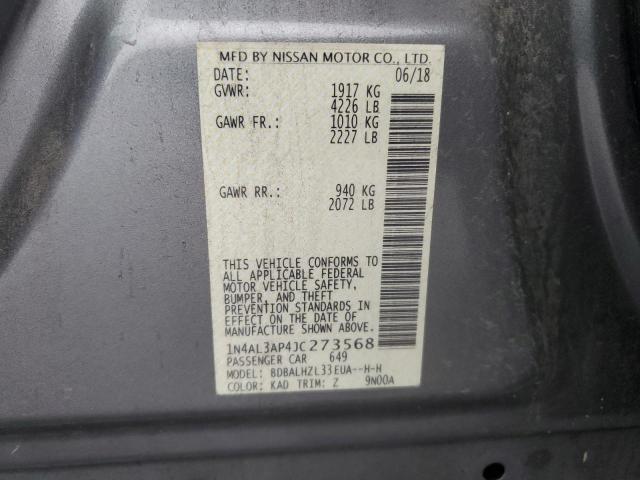 MFD BY NISSAN MOTOR CO., LTD.
DATE: 06/18
GVWR: 1917 KG
4226 LB
GAWR FR.: 1010 KG
2227 LB
GAWR RR.: 940 KG
2072 LB
THIS VEHICLE CONFORMS TO
ALL APPLICABLE FEDERAL
MOTOR VEHICLE SAFETY,
BUMPER, AND THEFT
PREVENTION STANDARDS IN
EFFECT ON THE DATE OF
MANUFACTURE SHOWN ABOVE.
1N4AL3AP4JC273568
PASSENGER CAR 649
MODEL: BDBALHZL33EUA--H-H
COLOR: KAD TRIM: Z 9N00A